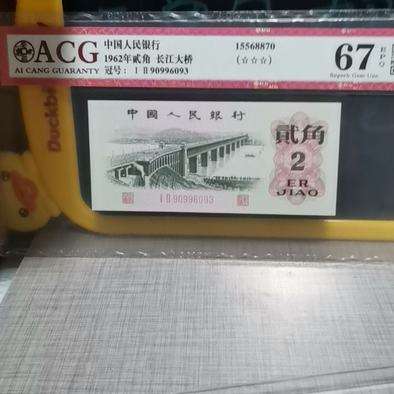 ACG
AI CANG GUARANTY
中国人民银行
1962年贰角 长江大桥
冠号: I II 90996093
15568870
(☆☆☆)
67
EPQ
Superb Gem Unc
Duckbi
中國人民銀行
貳角
2
ER
JIAO
I II 90996093